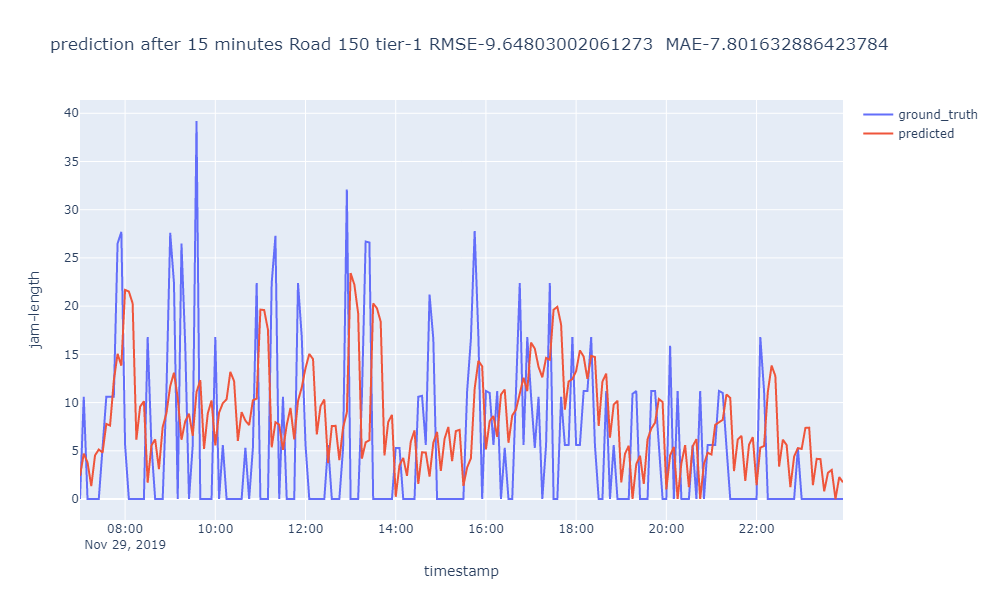 prediction after 15 minutes Road 150 tier-1 RMSE-9.64803002061273  MAE-7.801632886423784
ground_truth
predicted
40
35
30
25
20
15
10
5
0
jam-length
08:00 10:00 12:00 14:00 16:00 18:00 20:00 22:00
Nov 29, 2019
timestamp